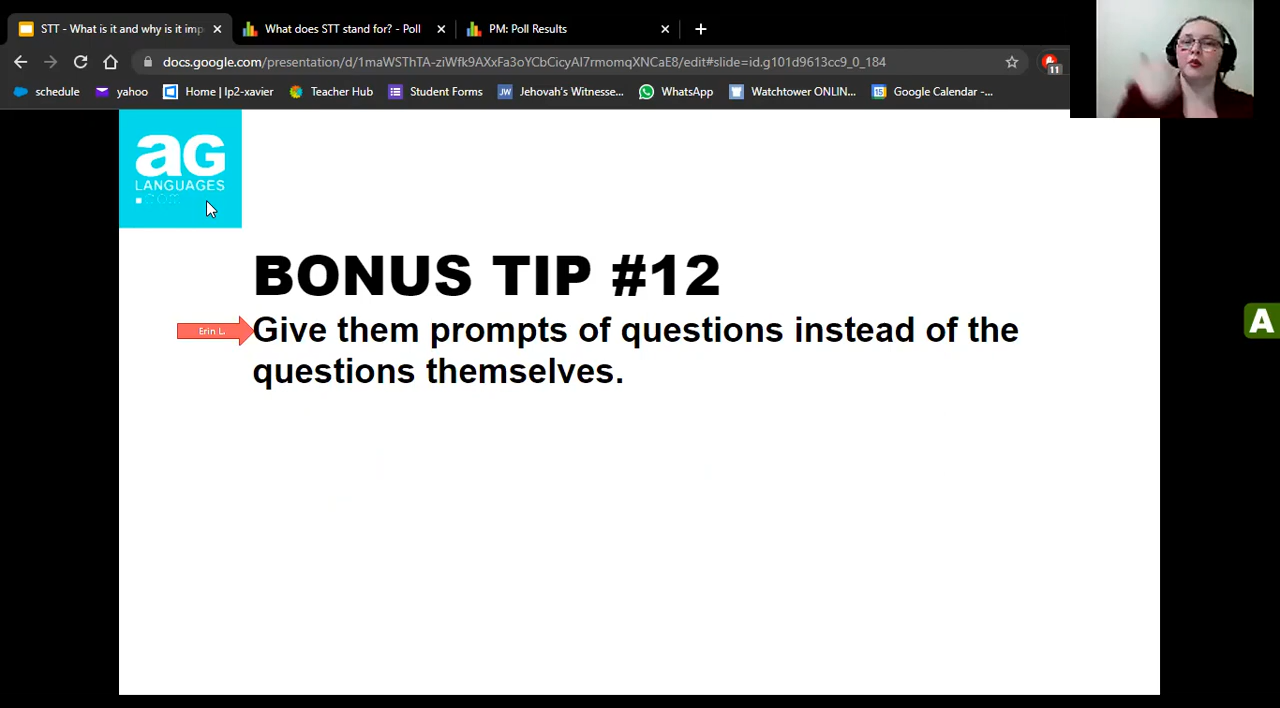 STT - What is it and why is it imp
What does STT stand for? - Poll
PM: Poll Results
docs.google.com/presentation/d/1maWSThTA-ziWfk9AXxFa3oYCbCicyAl7rmomqXNCaE8/edit#slide=id.g101d9613cc9_0_184
11
schedule
yahoo
Home | lp2-xavier
Teacher Hub
Student Forms
JW
Jehovah's Witnesse...
WhatsApp
Watchtower ONLIN...
15
Google Calendar -...
aG
LANGUAGES
BONUS TIP #12
Erin L.
Give them prompts of questions instead of the
questions themselves.
A